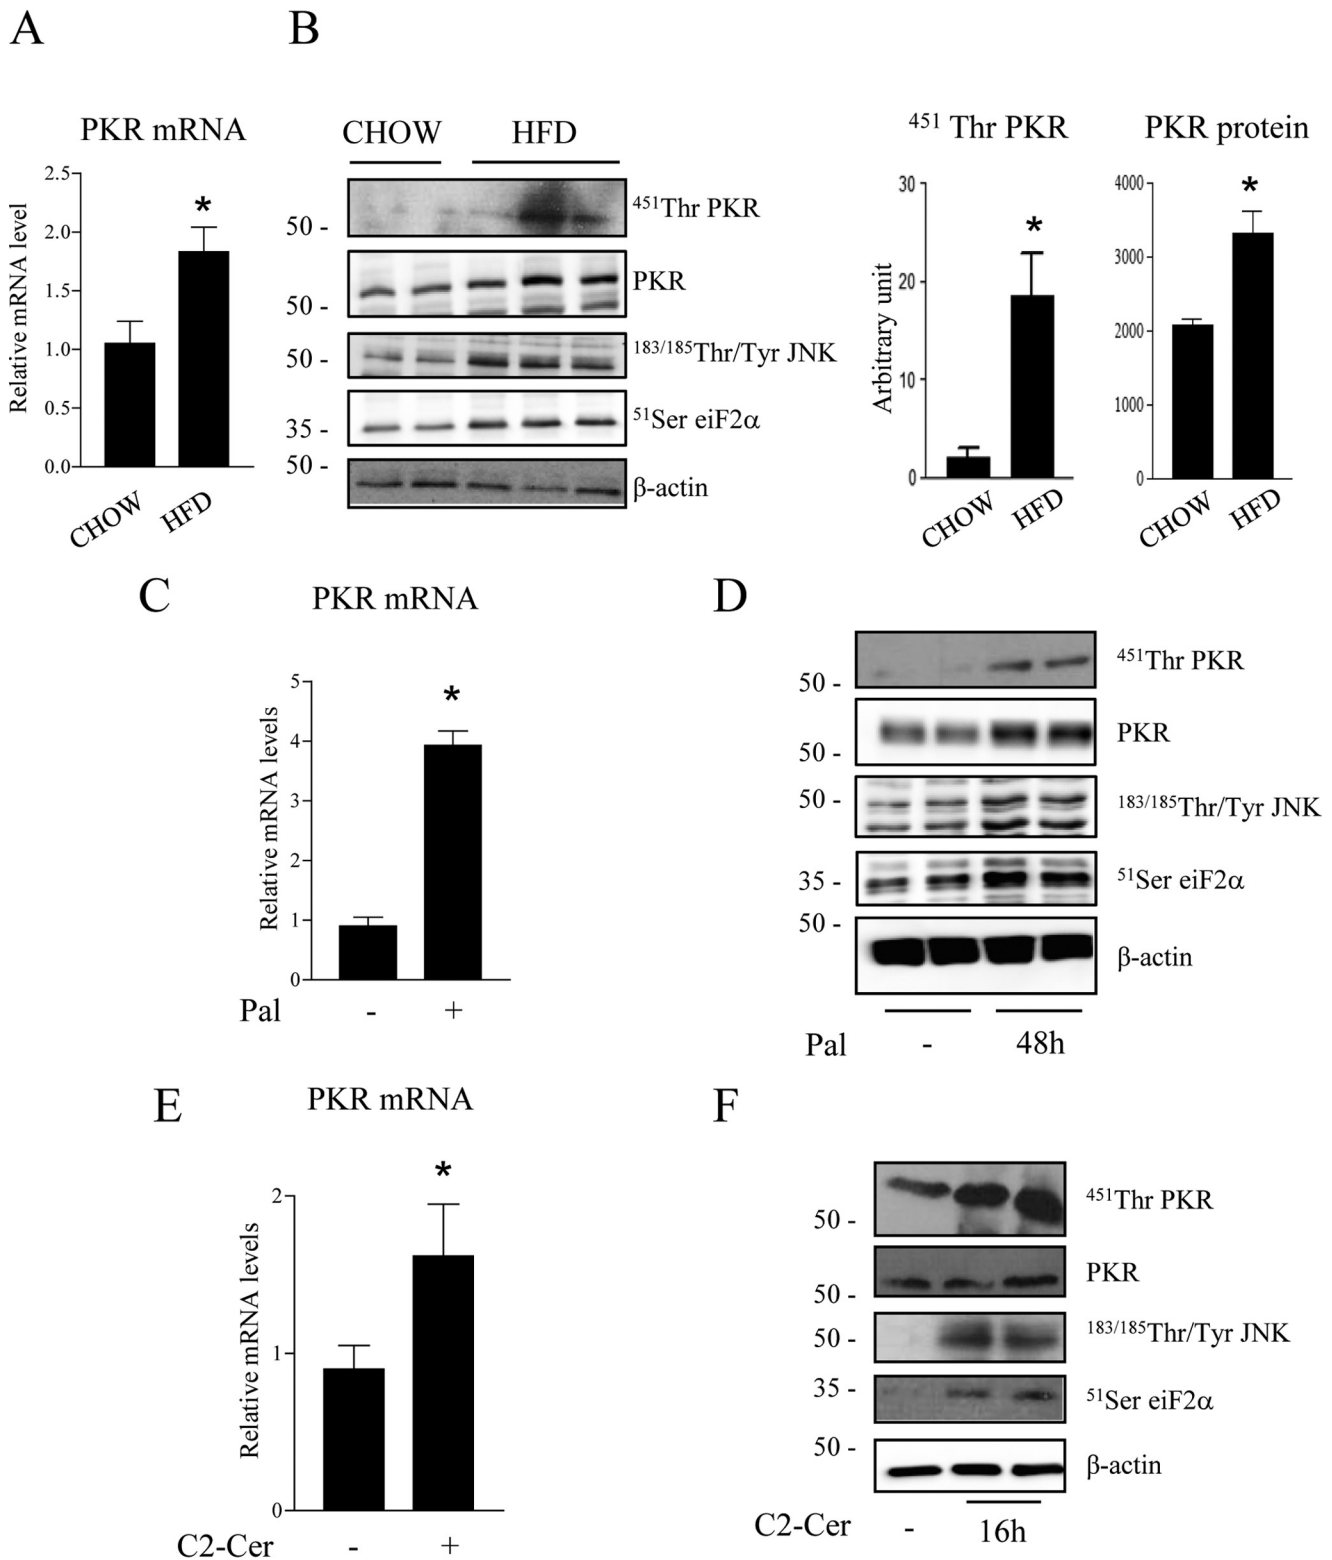 A
B
PKR mRNA
Relative mRNA level
2.5
2.0
1.5
1.0
0.5
0.0
*
CHOW
HFD
CHOW HFD
50 -
451Thr PKR
50 -
PKR
50 -
183/185Thr/Tyr JNK
35 -
51Ser eiF2α
50 -
β-actin
451 Thr PKR
Arbitrary unit
30
20
10
0
*
CHOW
HFD
PKR protein
4000
3000
2000
1000
0
*
CHOW
HFD
C
PKR mRNA
Relative mRNA levels
5
4
3
2
1
0
*
Pal - +
D
451Thr PKR
50 -
PKR
50 -
50 -
183/185Thr/Tyr JNK
35 -
51Ser eiF2α
50 -
β-actin
Pal - 48h
E
PKR mRNA
Relative mRNA levels
2
1
0
*
C2-Cer - +
F
451Thr PKR
50 -
PKR
50 -
50 -
183/185Thr/Tyr JNK
35 -
51Ser eiF2α
50 -
β-actin
C2-Cer - 16h